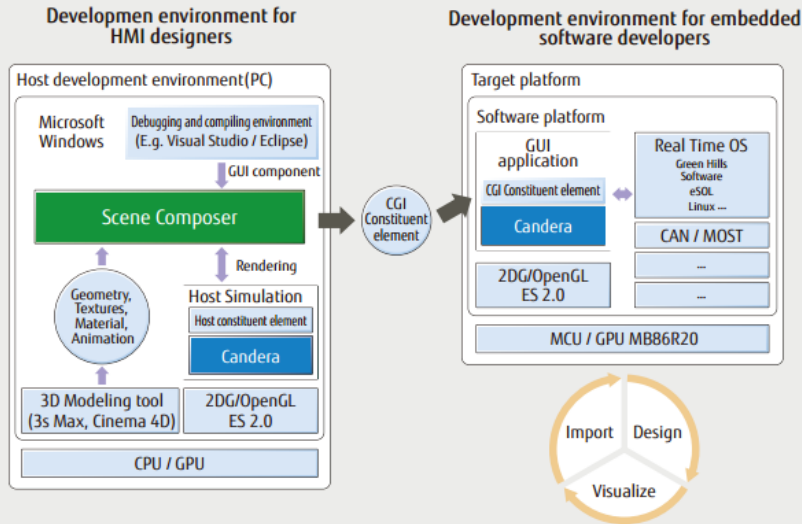 Developmen environment for
HMI designers
Host development environment(PC)
Microsoft
Windows
Debugging and compiling environment
(E.g. Visual Studio / Eclipse)
GUI component
Scene Composer
Rendering
Geometry,
Textures,
Material,
Animation
Host Simulation
Host constituent element
Candera
3D Modeling tool
(3s Max, Cinema 4D)
2DG/OpenGL
ES 2.0
CPU / GPU
CGI
Constituent
element
Development environment for embedded
software developers
Target platform
Software platform
GUI
application
CGI Constituent element
Candera
2DG/OpenGL
ES 2.0
Real Time OS
Green Hills
Software
eSOL
Linux ...
CAN / MOST
...
...
MCU / GPU MB86R20
Import
Design
Visualize